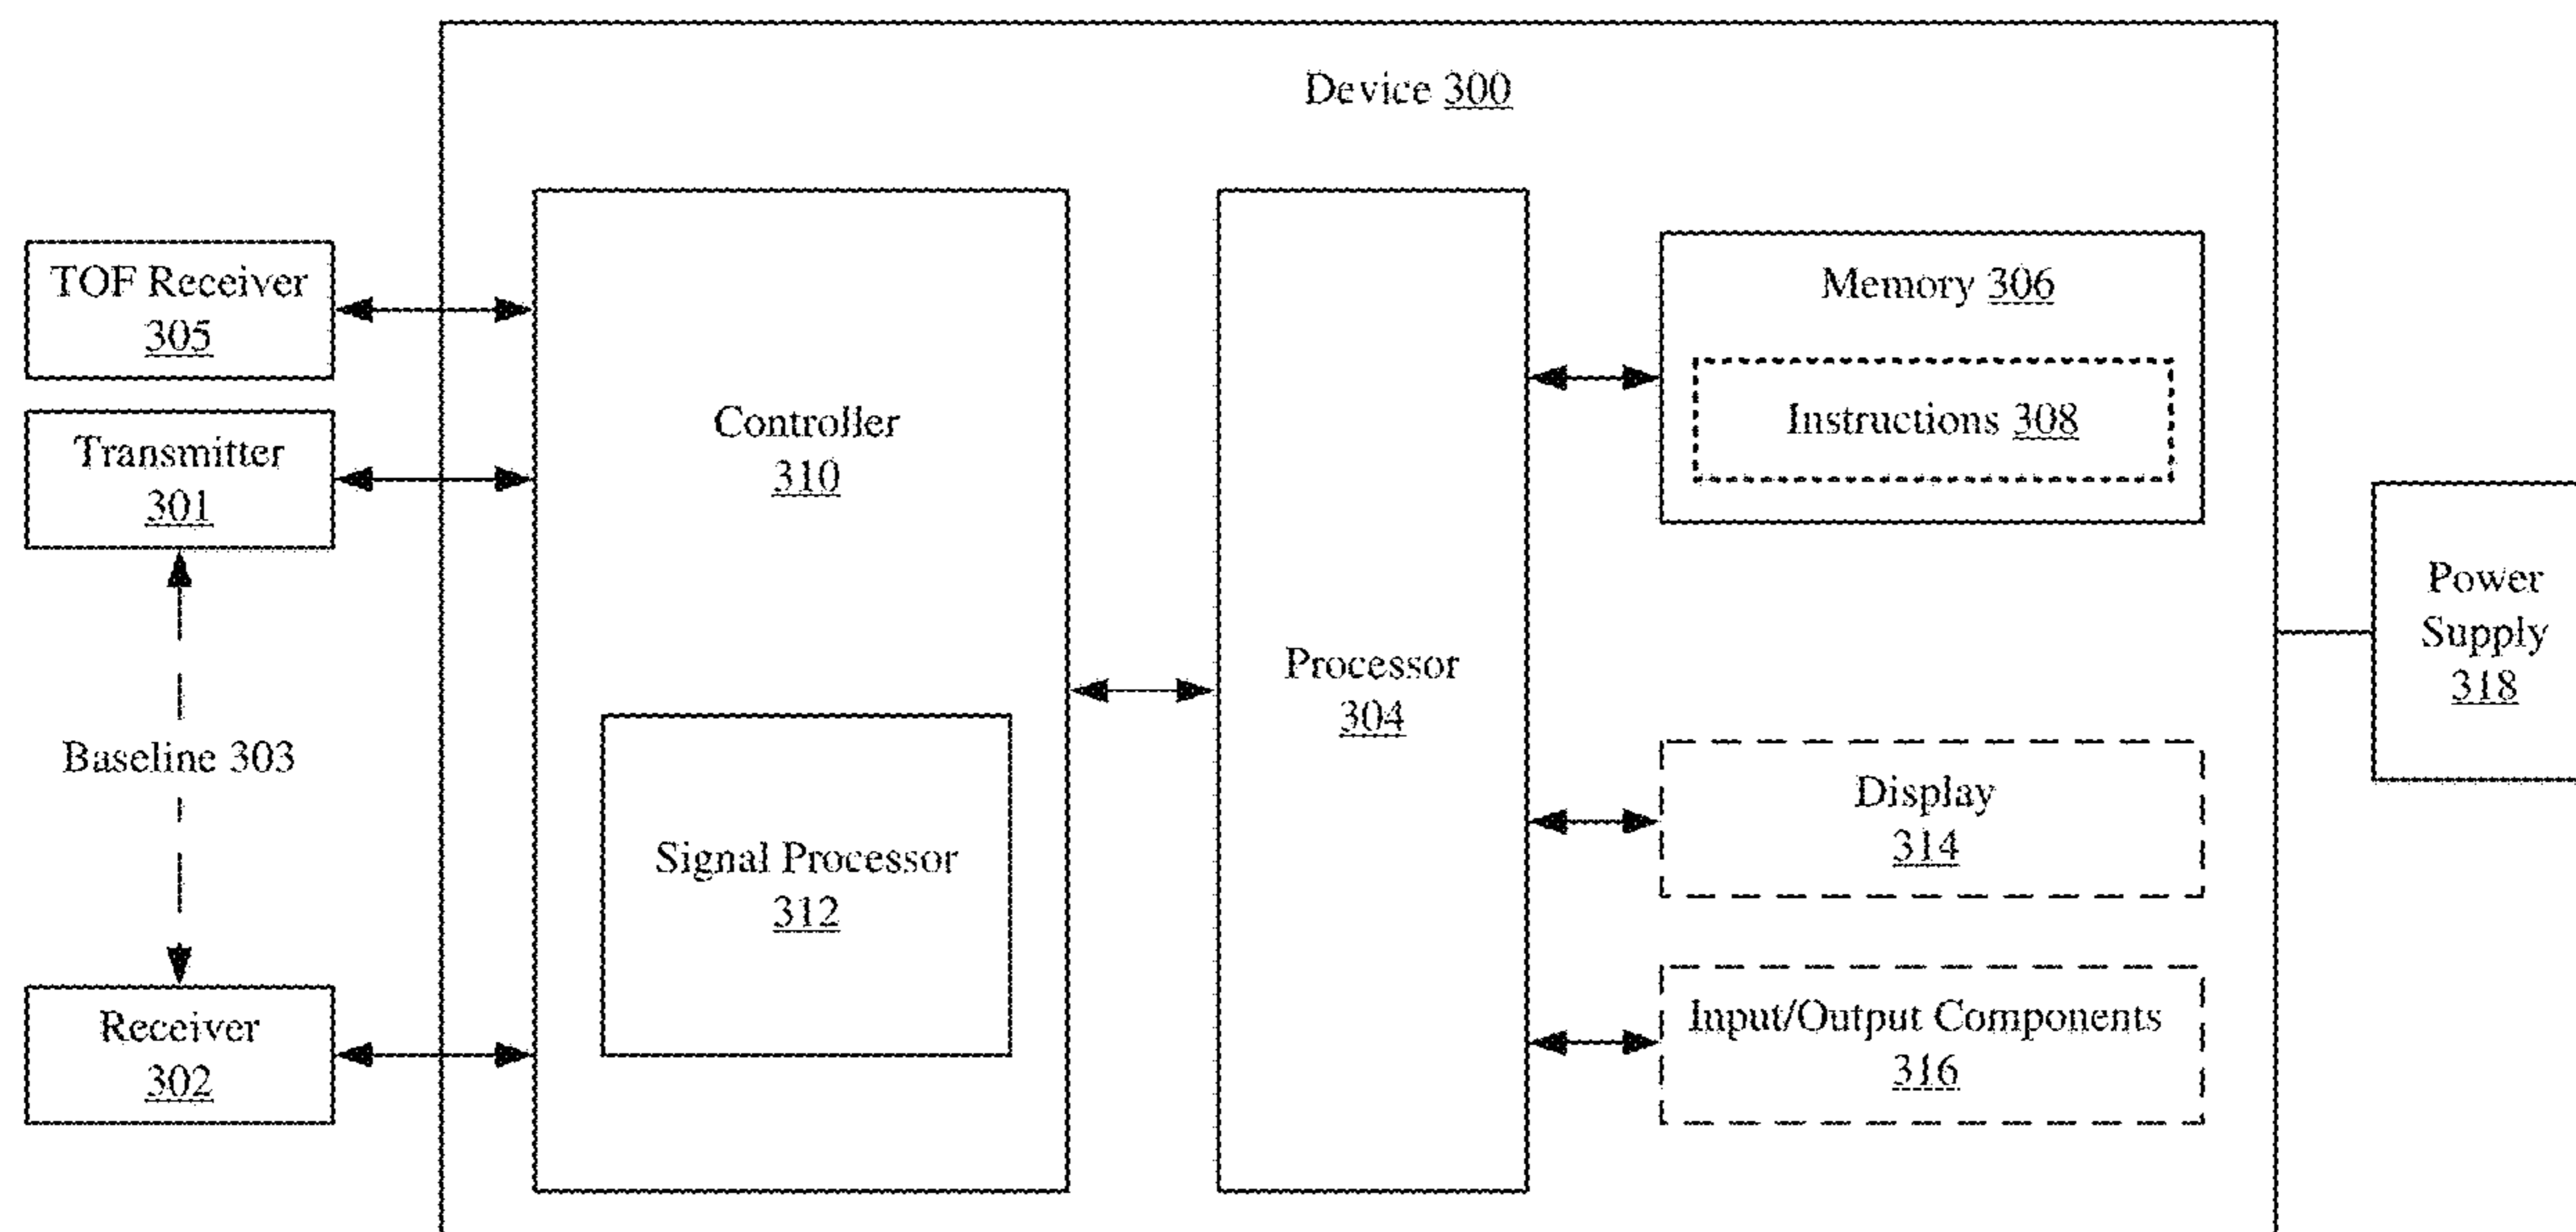 Device 300
TOF Receiver
305
Transmitter
301
Baseline 303
Receiver
302
Controller
310
Signal Processor
312
Processor
304
Memory 306
Instructions 308
Display
314
Input/Output Components
316
Power
Supply
318